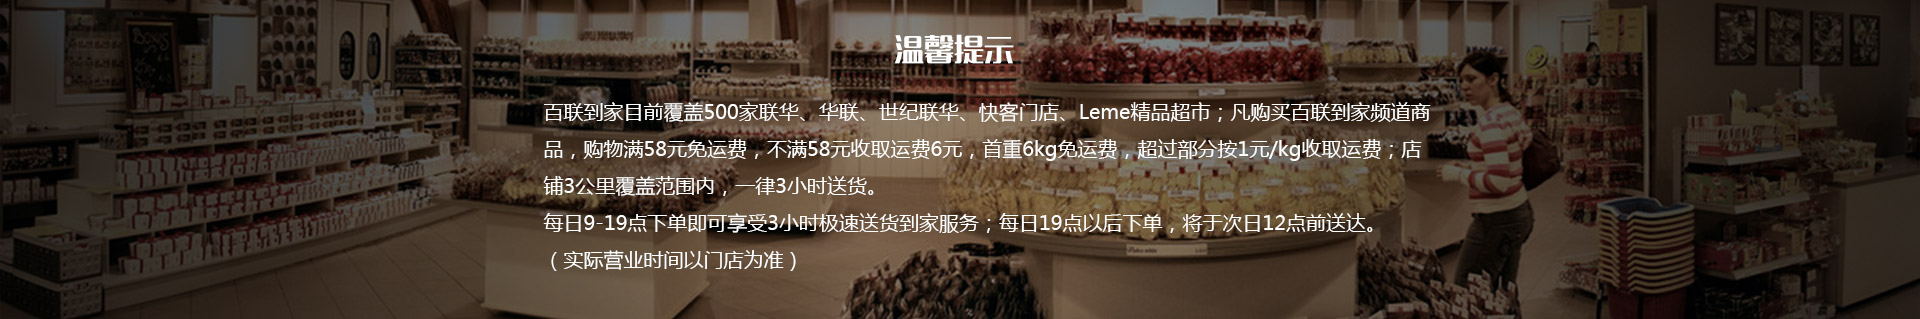 温馨提示
百联到家目前覆盖500家联华、华联、世纪联华、快客门店、Leme精品超市；凡购买百联到家频道商
品，购物满58元免运费，不满58元收取运费6元，首重6kg免运费，超过部分按1元/kg收取运费；店
铺3公里覆盖范围内，一律3小时送货。
每日9-19点下单即可享受3小时极速送货到家服务；每日19点以后下单，将于次日12点前送达。
（实际营业时间以门店为准）